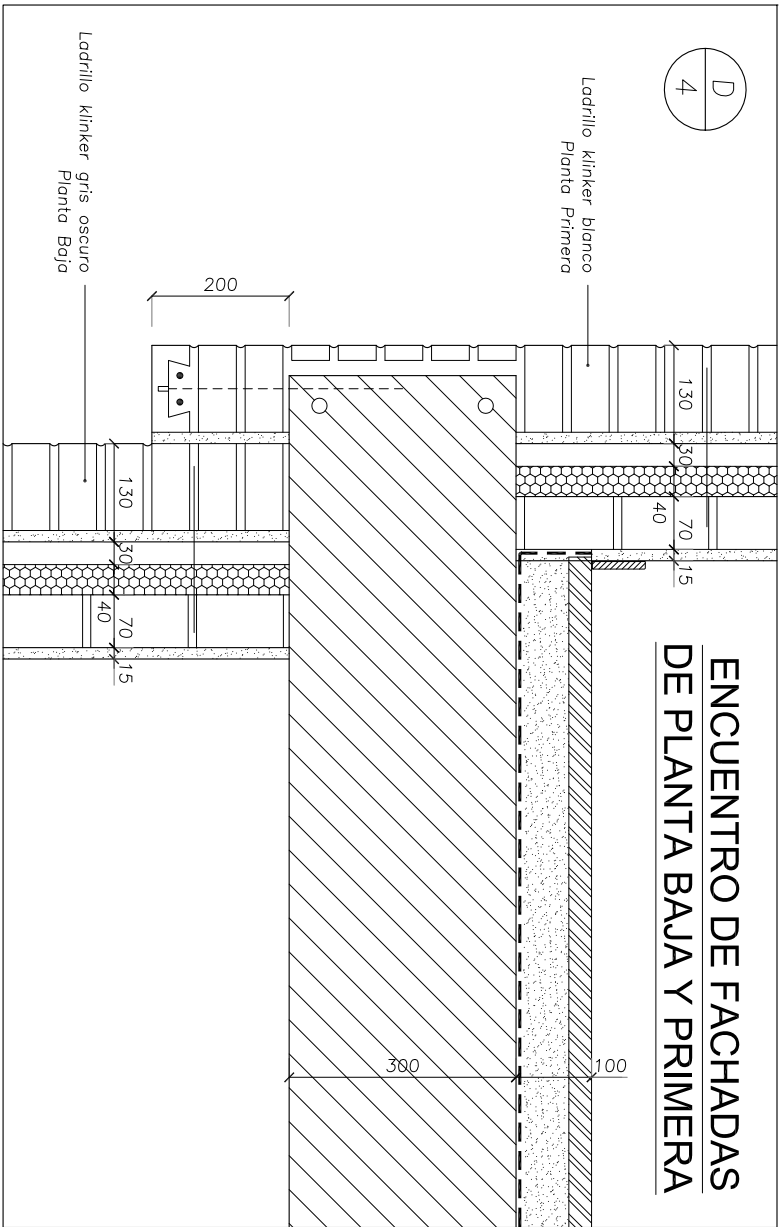 D
4
ENCUENTRO DE FACHADAS
DE PLANTA BAJA Y PRIMERA
Ladrillo klinker blanco
Planta Primera
Ladrillo klinker gris oscuro
Planta Baja
130
30
40
70
15
200
300
100
130
30
40
70
15